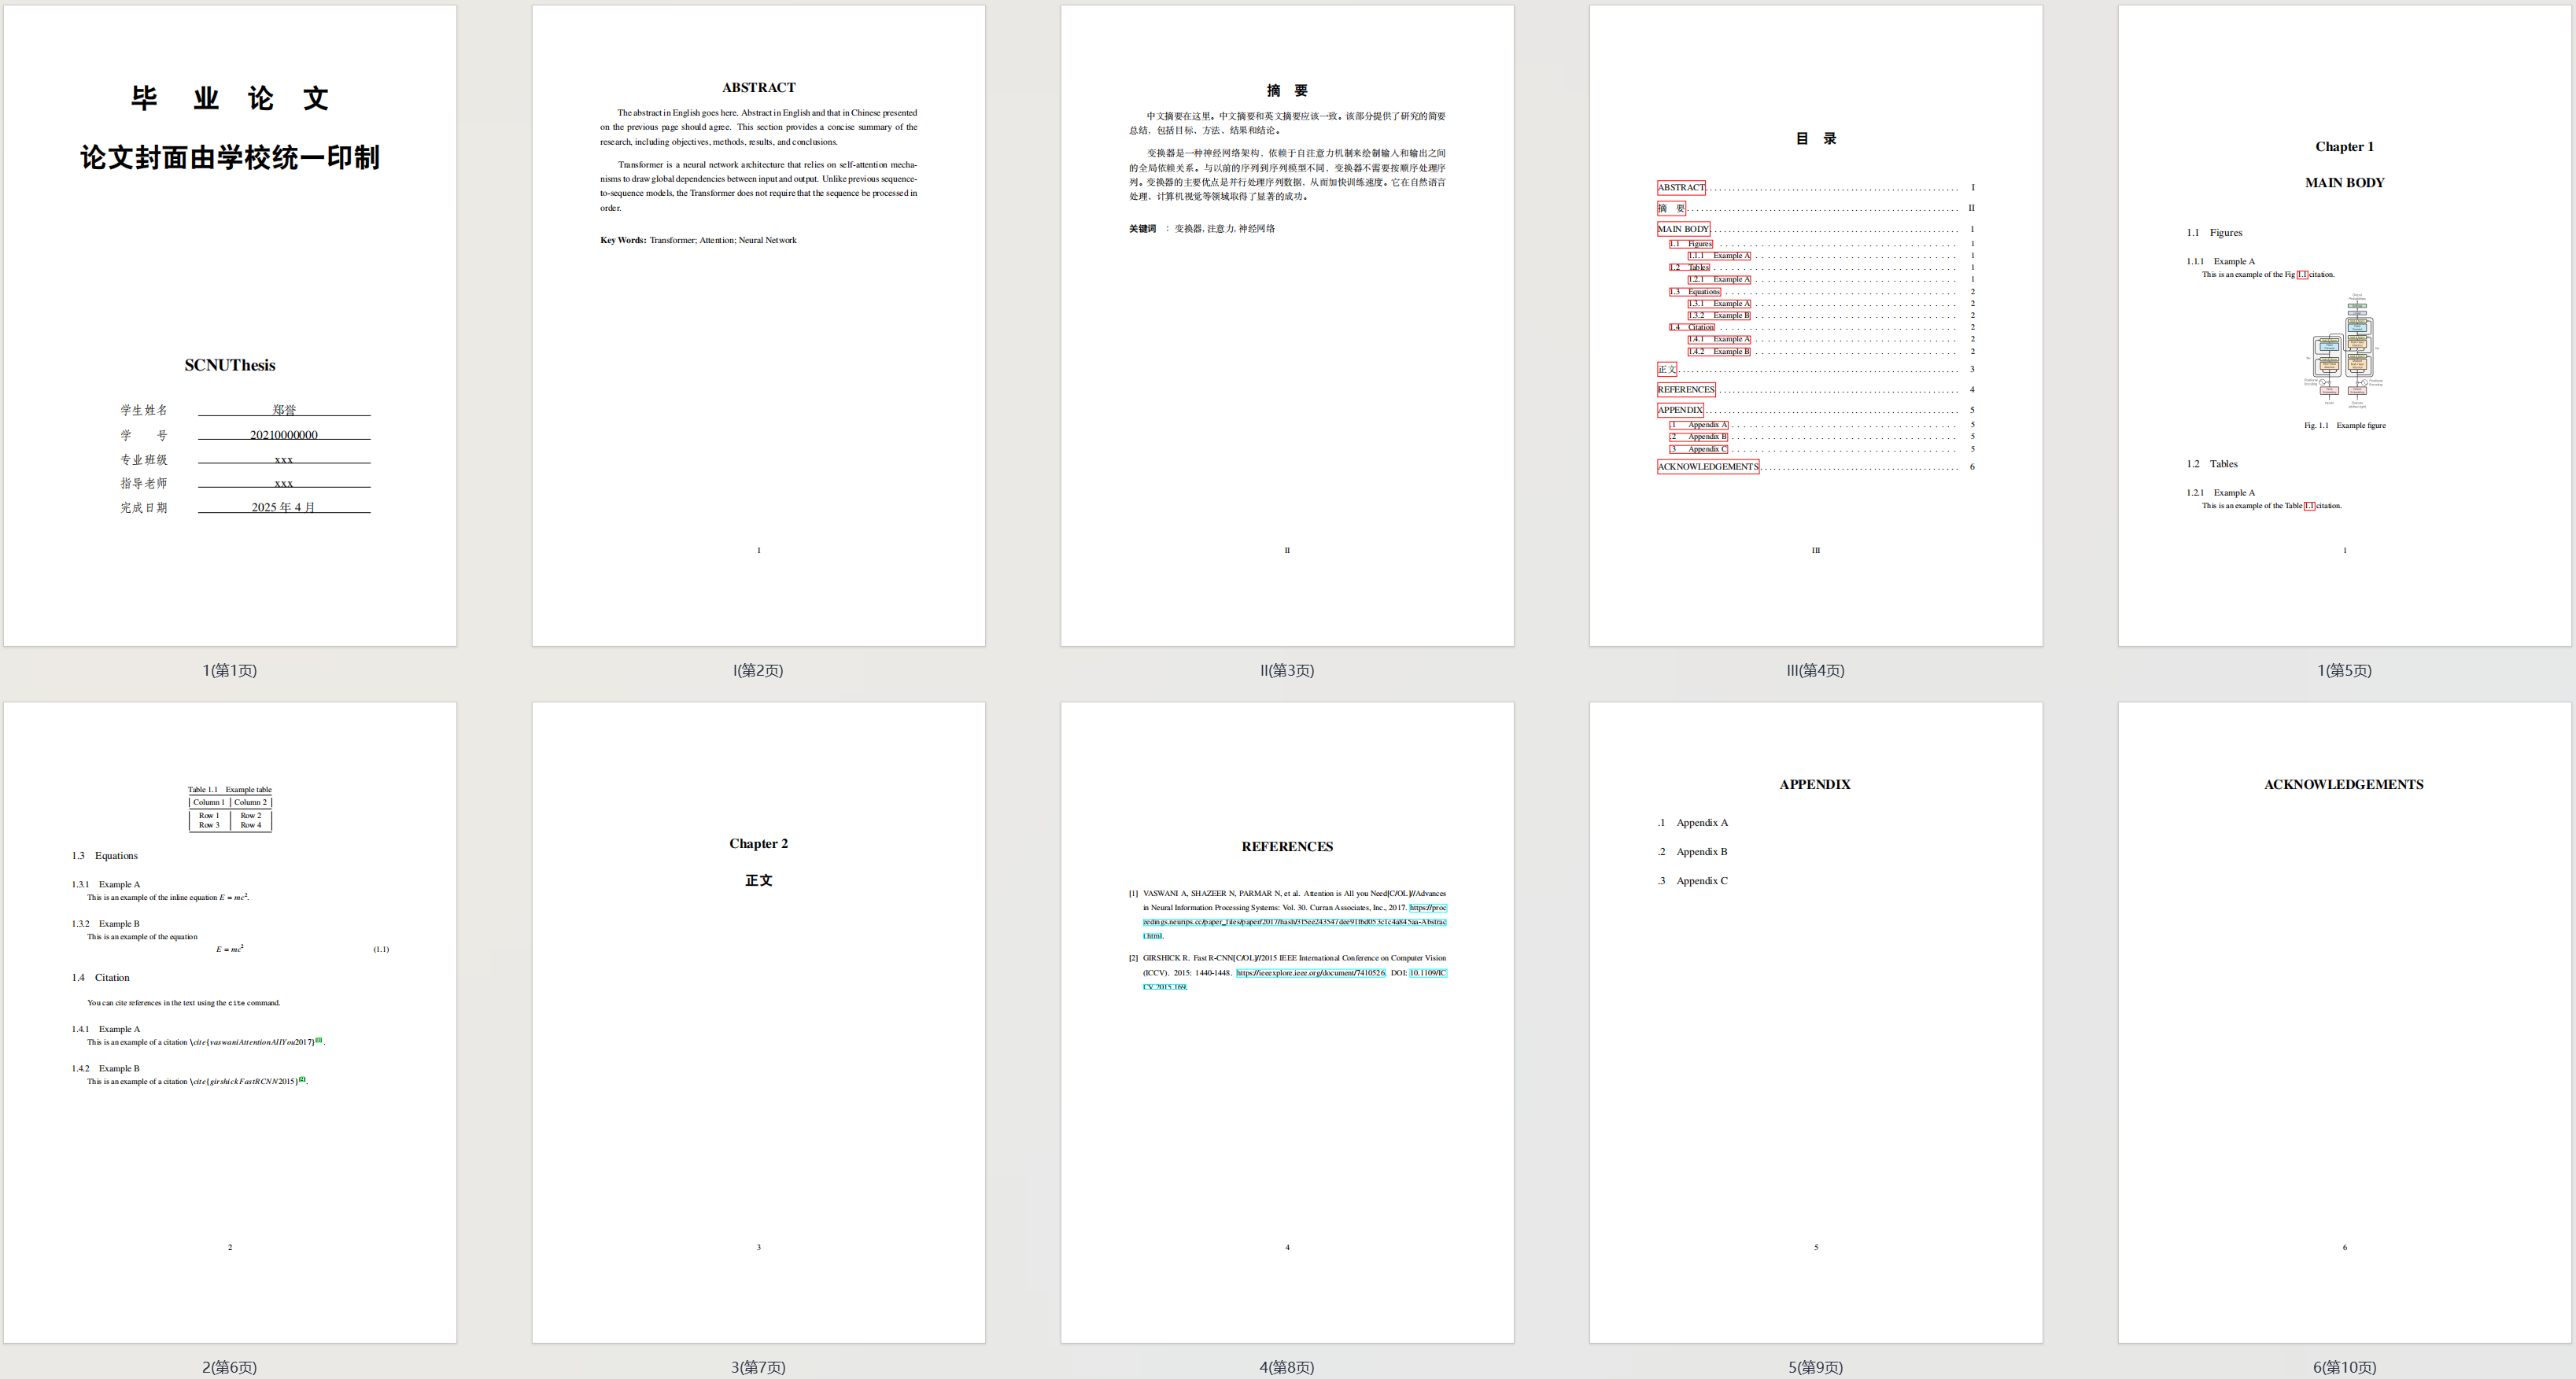 毕 业 论 文
论文封面由学校统一印制
SCNUThesis
学生姓名 郑誉
学 号 20210000000
专业班级 xxx
指导老师 xxx
完成日期 2025 年 4 月
1(第1页)
ABSTRACT
The abstract in English goes here. Abstract in English and that in Chinese presented
on the previous page should agree. This section provides a concise summary of the
research, including objectives, methods, results, and conclusions.
Transformer is a neural network architecture that relies on self-attention mecha-
nisms to draw global dependencies between input and output. Unlike previous sequence-
to-sequence models, the Transformer does not require that the sequence be processed in
order.
Key Words: Transformer; Attention; Neural Network
I
I(第2页)
摘 要
中文摘要在这里。中文摘要和英文摘要应该一致。该部分提供了研究的简要
总结，包括目标、方法、结果和结论。
变换器是一种神经网络架构，依赖于自注意力机制来绘制输入和输出之间
的全局依赖关系。与以前的序列到序列模型不同，变换器不需要按顺序处理序
列。变换器的主要优点是并行处理序列数据，从而加快训练速度。它在自然语言
处理、计算机视觉等领域取得了显著的成功。
关键词 ： 变换器, 注意力, 神经网络
II
II(第3页)
目 录
ABSTRACT I
摘 要 II
MAIN BODY 1
1.1 Figures 1
1.1.1 Example A 1
1.2 Tables 1
1.2.1 Example A 1
1.3 Equations 2
1.3.1 Example A 2
1.3.2 Example B 2
1.4 Citation 2
1.4.1 Example A 2
1.4.2 Example B 2
正文 3
REFERENCES 4
APPENDIX 5
.1 Appendix A 5
.2 Appendix B 5
.3 Appendix C 5
ACKNOWLEDGEMENTS 6
III
III(第4页)
Chapter 1
MAIN BODY
1.1 Figures
1.1.1 Example A
This is an example of the Fig 1.1 citation.
Fig. 1.1 Example figure
1.2 Tables
1.2.1 Example A
This is an example of the Table 1.1 citation.
1
1(第5页)
Table 1.1 Example table
Column 1 Column 2
Row 1 Row 2
Row 3 Row 4
1.3 Equations
1.3.1 Example A
This is an example of the inline equation E = mc².
1.3.2 Example B
This is an example of the equation
E = mc² (1.1)
1.4 Citation
You can cite references in the text using the cite command.
1.4.1 Example A
This is an example of a citation \cite{vaswaniAttentionAllYou2017}[1].
1.4.2 Example B
This is an example of a citation \cite{girshickFastRCNN2015}[2].
2
2(第6页)
Chapter 2
正文
3
3(第7页)
REFERENCES
[1] VASWANI A, SHAZEER N, PARMAR N, et al. Attention is All you Need[C/OL]//Advances
in Neural Information Processing Systems: Vol. 30. Curran Associates, Inc., 2017. https://proc
eedings.neurips.cc/paper_files/paper/2017/hash/3f5ee243547dee91fbd053c1c4a845aa-Abstrac
t.html.
[2] GIRSHICK R. Fast R-CNN[C/OL]//2015 IEEE International Conference on Computer Vision
(ICCV). 2015: 1440-1448. https://ieeexplore.ieee.org/document/7410526. DOI: 10.1109/IC
CV.2015.169.
4
4(第8页)
APPENDIX
.1 Appendix A
.2 Appendix B
.3 Appendix C
5
5(第9页)
ACKNOWLEDGEMENTS
6
6(第10页)